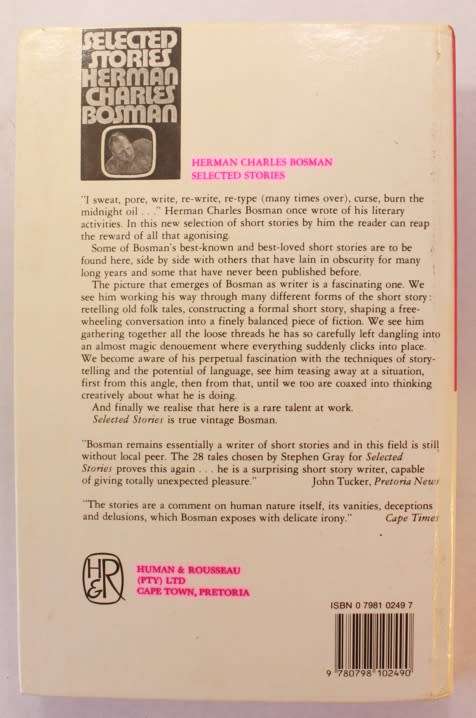 SELECTED
STORIES
HERMAN
CHARLES
BOSMAN
HERMAN CHARLES BOSMAN
SELECTED STORIES
"I sweat, pore, write, re-write, re-type (many times over), curse, burn the
midnight oil . . ." Herman Charles Bosman once wrote of his literary
activities. In this new selection of short stories by him the reader can reap
the reward of all that agonising.
Some of Bosman's best-known and best-loved short stories are to be
found here, side by side with others that have lain in obscurity for many
long years and some that have never been published before.
The picture that emerges of Bosman as writer is a fascinating one. We
see him working his way through many different forms of the short story:
retelling old folk tales, constructing a formal short story, shaping a free-
wheeling conversation into a finely balanced piece of fiction. We see him
gathering together all the loose threads he has so carefully left dangling into
an almost magic denouement where everything suddenly clicks into place.
We become aware of his perpetual fascination with the techniques of story-
telling and the potential of language, see him teasing away at a situation,
first from this angle, then from that, until we too are coaxed into thinking
creatively about what he is doing.
And finally we realise that here is a rare talent at work.
Selected Stories is true vintage Bosman.
"Bosman remains essentially a writer of short stories and in this field is still
without local peer. The 28 tales chosen by Stephen Gray for Selected
Stories proves this again . . . he is a surprising short story writer, capable
of giving totally unexpected pleasure." John Tucker, Pretoria News
"The stories are a comment on human nature itself, its vanities, deceptions
and delusions, which Bosman exposes with delicate irony." Cape Times
H
&R
HUMAN & ROUSSEAU
(PTY) LTD
CAPE TOWN, PRETORIA
ISBN 0 7981 0249 7
9 780798 102490